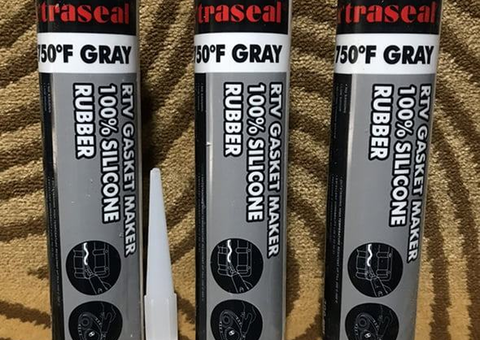 traseal
750°F GRAY
RTV GASKET MAKER
100% SILICONE
RUBBER
traseal
750°F GRAY
RTV GASKET MAKER
100% SILICONE
RUBBER
traseal
750°F GRAY
RTV GASKET MAKER
100% SILICONE
RUBBER